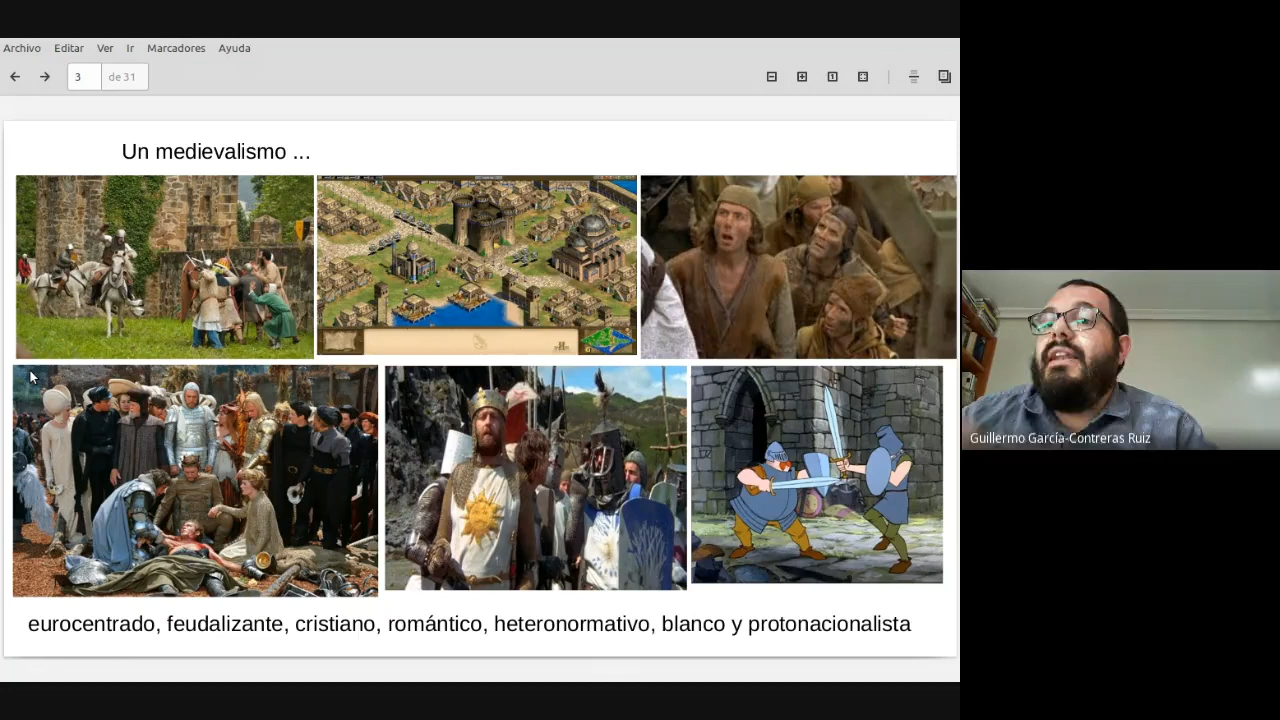 Archivo Editar Ver Ir Marcadores Ayuda
3 de 31
Un medievalismo ...
eurocentrado, feudalizante, cristiano, romántico, heteronormativo, blanco y protonacionalista
Guillermo García-Contreras Ruiz